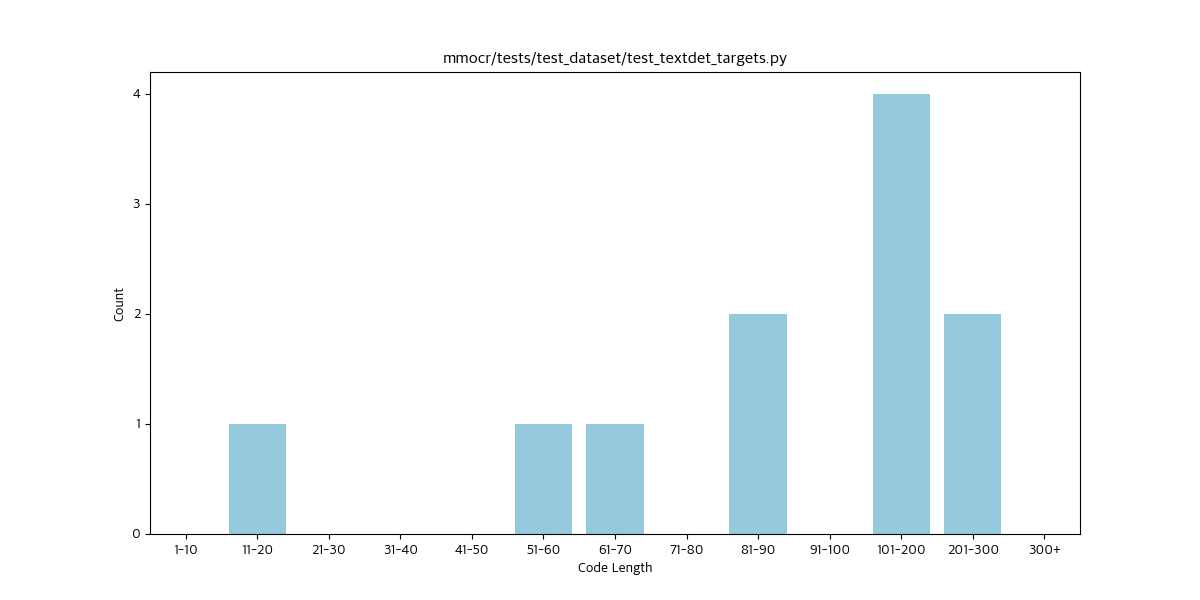 mmocr/tests/test_dataset/test_textdet_targets.py
4
3
2
1
0
Count
1-10 11-20 21-30 31-40 41-50 51-60 61-70 71-80 81-90 91-100 101-200 201-300 300+
Code Length